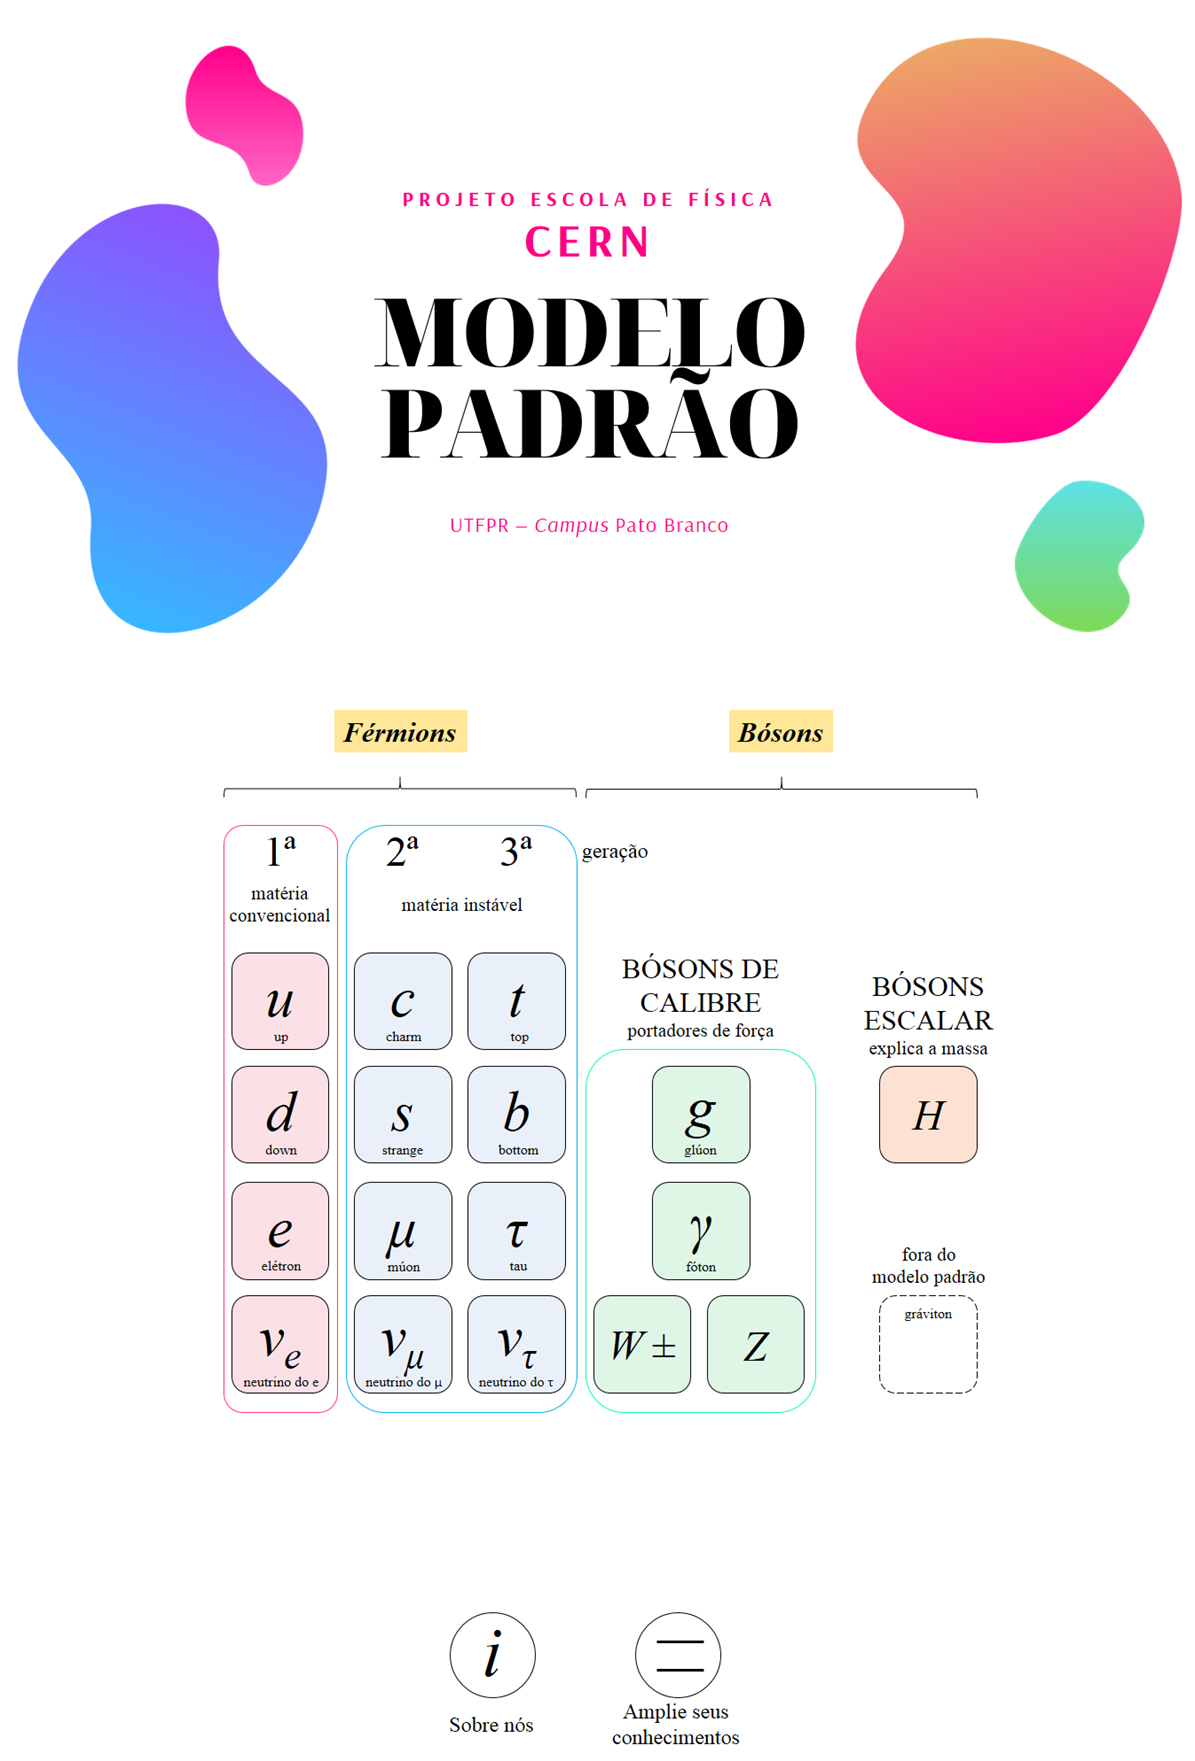 PROJETO ESCOLA DE FÍSICA
CERN
MODELO
PADRÃO
UTFPR – Campus Pato Branco
Férmions
Bósons
1ª
2ª
3ª
geração
matéria
convencional
matéria instável
BÓSONS DE
CALIBRE
portadores de força
BÓSONS
ESCALAR
explica a massa
u
up
c
charm
t
top
d
down
s
strange
b
bottom
g
glúon
H
e
elétron
μ
múon
τ
tau
γ
fóton
fora do
modelo padrão
gráviton
νe
neutrino do e
νμ
neutrino do μ
ντ
neutrino do τ
W ±
Z
i
Sobre nós
Amplie seus
conhecimentos